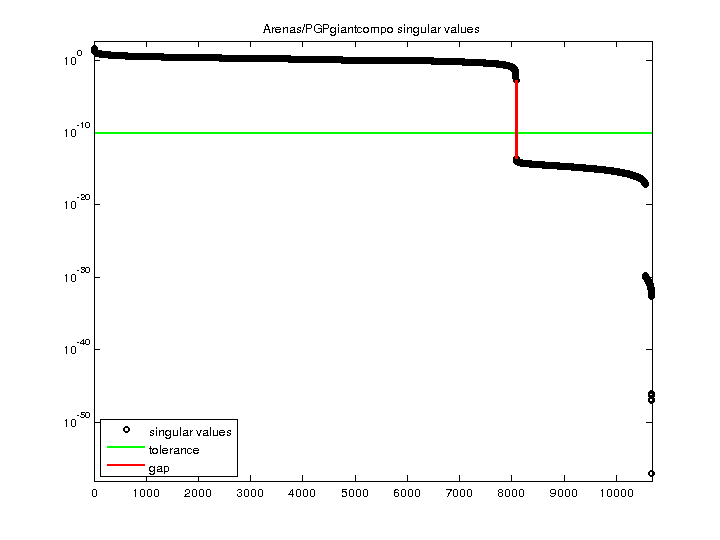 Arenas/PGPgiantcompo singular values
10^0
10^-10
10^-20
10^-30
10^-40
10^-50
singular values
tolerance
gap
0 1000 2000 3000 4000 5000 6000 7000 8000 9000 10000